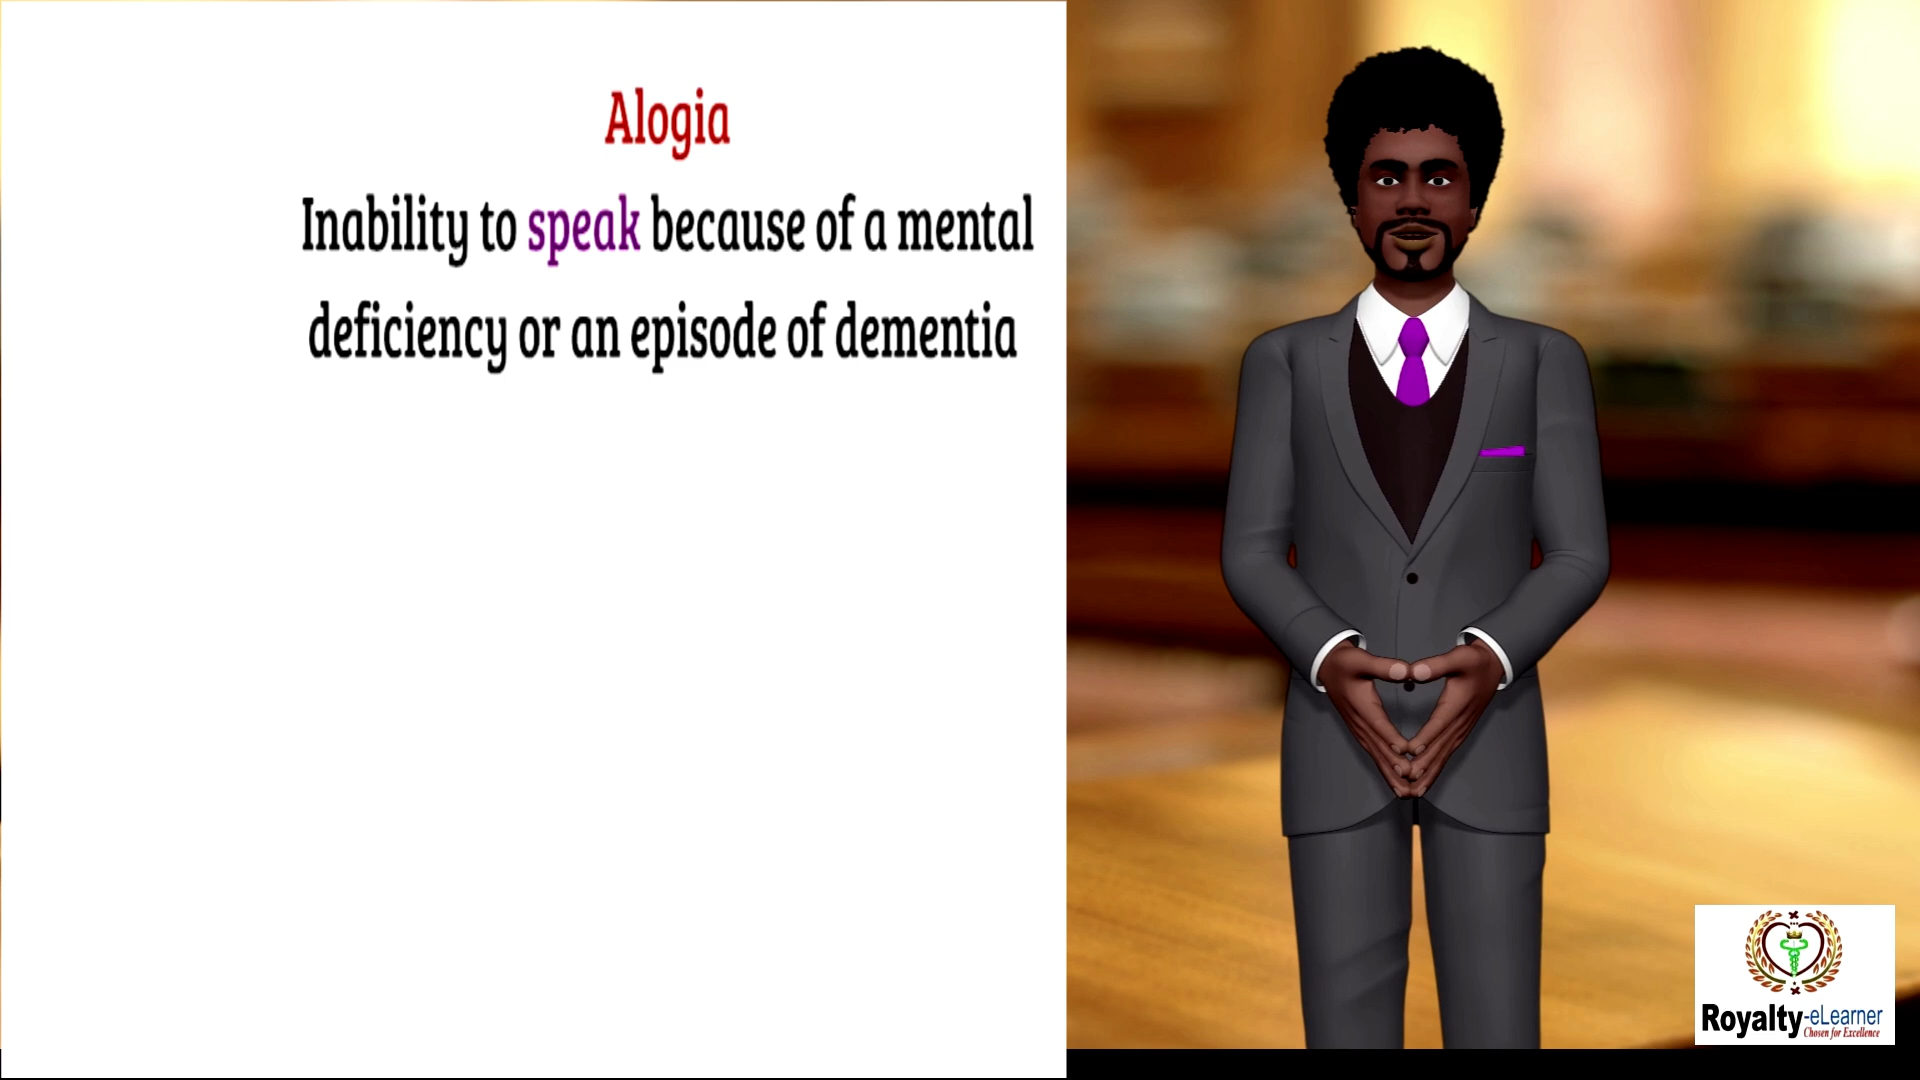 Alogia
Inability to speak because of a mental
deficiency or an episode of dementia
Royalty-eLearner
Chosen for Excellence